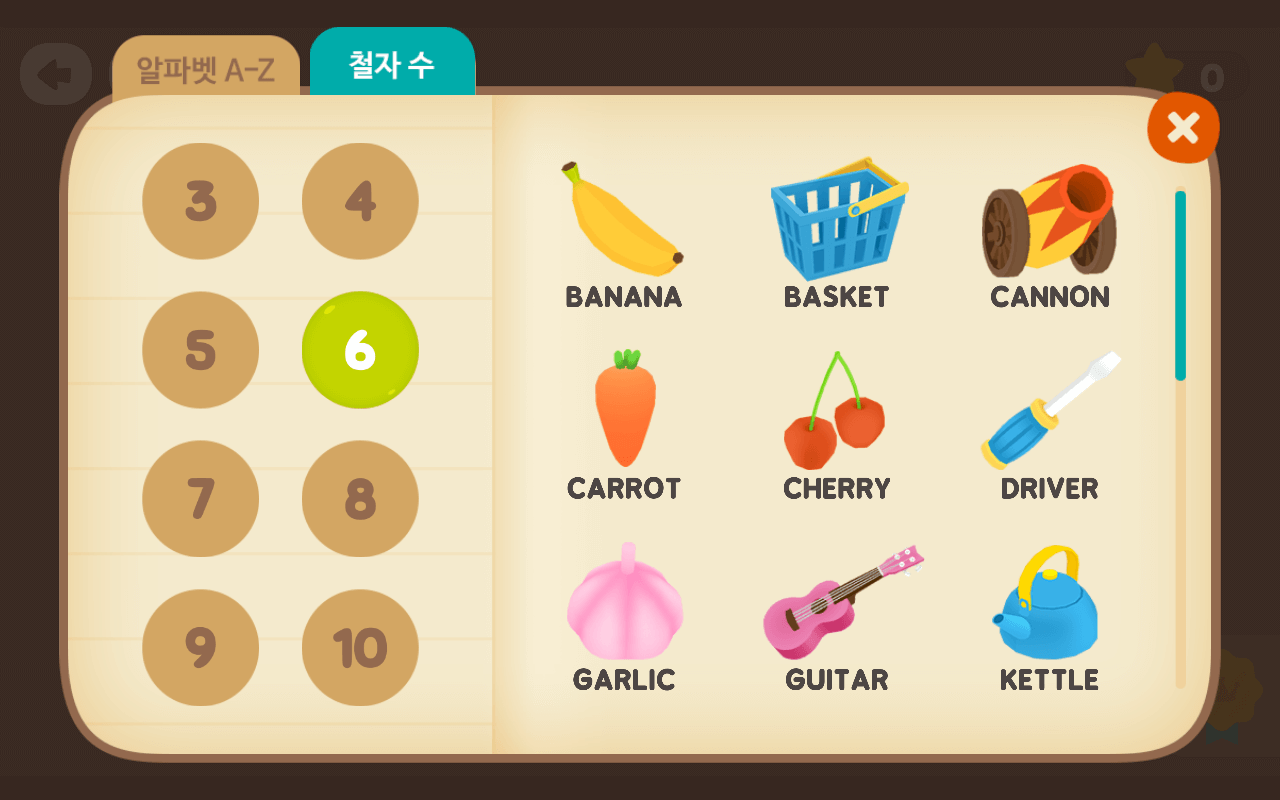 알파벳 A-Z
철자 수
0
3 4
5 6
7 8
9 10
BANANA BASKET CANNON
CARROT CHERRY DRIVER
GARLIC GUITAR KETTLE